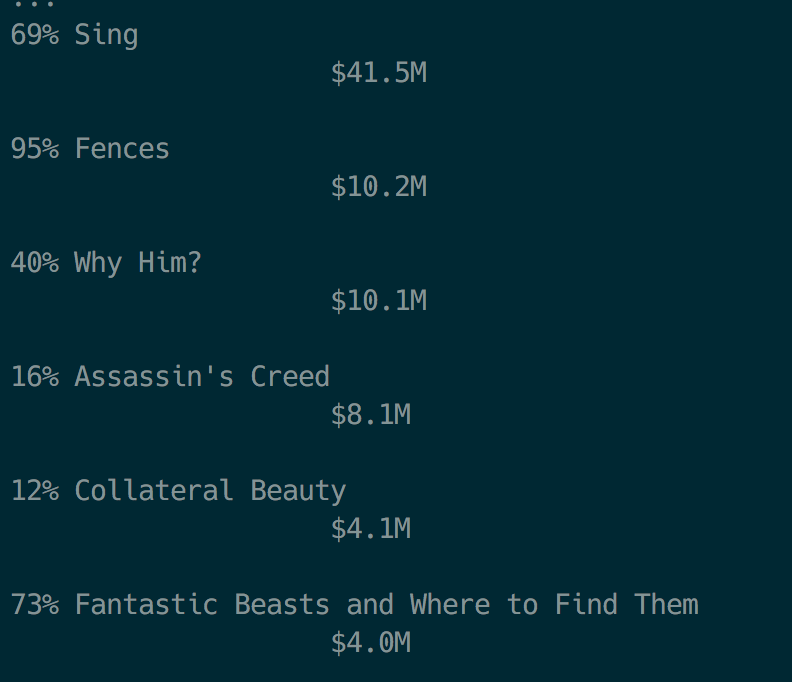 ...
69% Sing
$41.5M
95% Fences
$10.2M
40% Why Him?
$10.1M
16% Assassin's Creed
$8.1M
12% Collateral Beauty
$4.1M
73% Fantastic Beasts and Where to Find Them
$4.0M